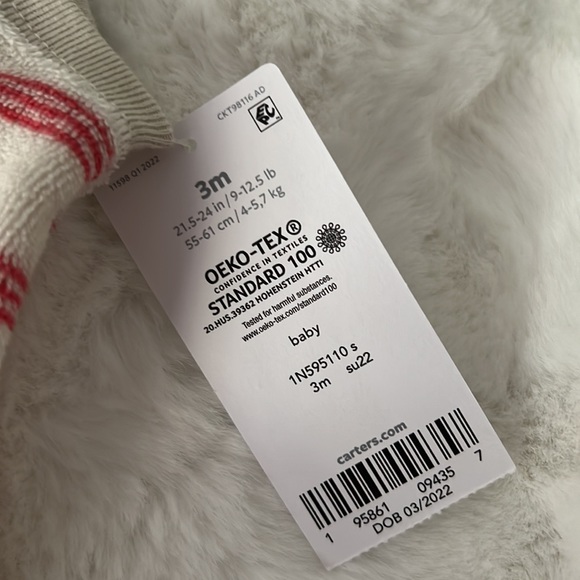 CKT98116 AD
11598 Q1 2022
3m
21.5-24 in / 9-12.5 lb
55-61 cm / 4-5,7 kg
OEKO-TEX®
CONFIDENCE IN TEXTILES
STANDARD 100
20.HUS.39362 HOHENSTEIN HTTI
Tested for harmful substances.
www.oeko-tex.com/standard100
baby
1N595110 s
3m su22
carters.com
1 95861 09435 7
DOB 03/2022